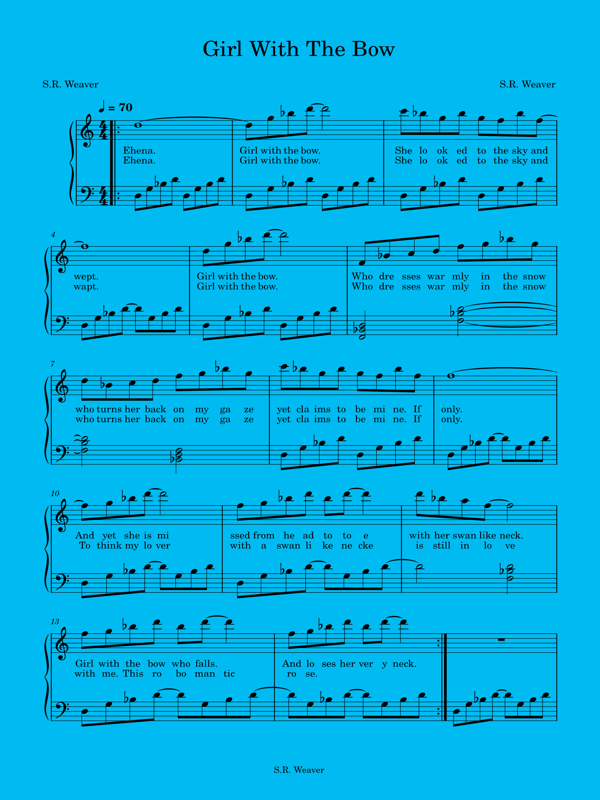 Girl With The Bow
S.R. Weaver S.R. Weaver
♩ = 70
Ehena. Girl with the bow. She lo ok ed to the sky and
Ehena. Girl with the bow. She lo ok ed to the sky and
4
wept. Girl with the bow. Who dre sses war mly in the snow
wapt. Girl with the bow. Who dre sses war mly in the snow
7
who turns her back on my ga ze yet cla ims to be mi ne. If only.
who turns her back on my ga ze yet cla ims to be mi ne. If only.
10
And yet she is mi ssed from he ad to to e with her swan like neck.
To think my lo ver with a swan li ke ne cke is still in lo ve
13
Girl with the bow who falls. And lo ses her ver y neck.
with me. This ro bo man tic ro se.
S.R. Weaver